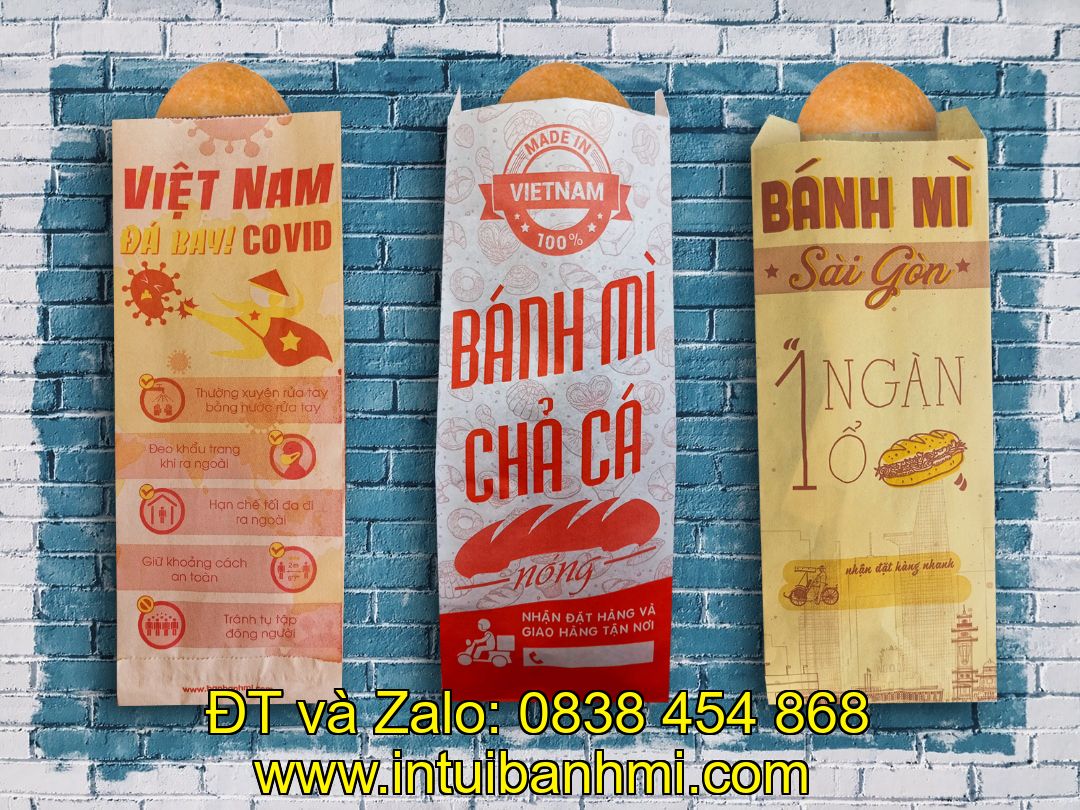 VIỆT NAM
ĐÁ BAY! COVID
Thường xuyên rửa tay
bằng nước rửa tay
Đeo khẩu trang
khi ra ngoài
Hạn chế tối đa đi
ra ngoài
Giữ khoảng cách
an toàn
2m
Tránh tụ tập
đông người
MADE IN
VIETNAM
100%
BÁNH MÌ
CHẢ CÁ
nóng
NHẬN ĐẶT HÀNG VÀ
GIAO HÀNG TẬN NƠI
BÁNH MÌ
Sài Gòn
"1 NGÀN
Ổ"
nhận đặt hàng nhanh
ĐT và Zalo: 0838 454 868
www.intuibanhmi.com